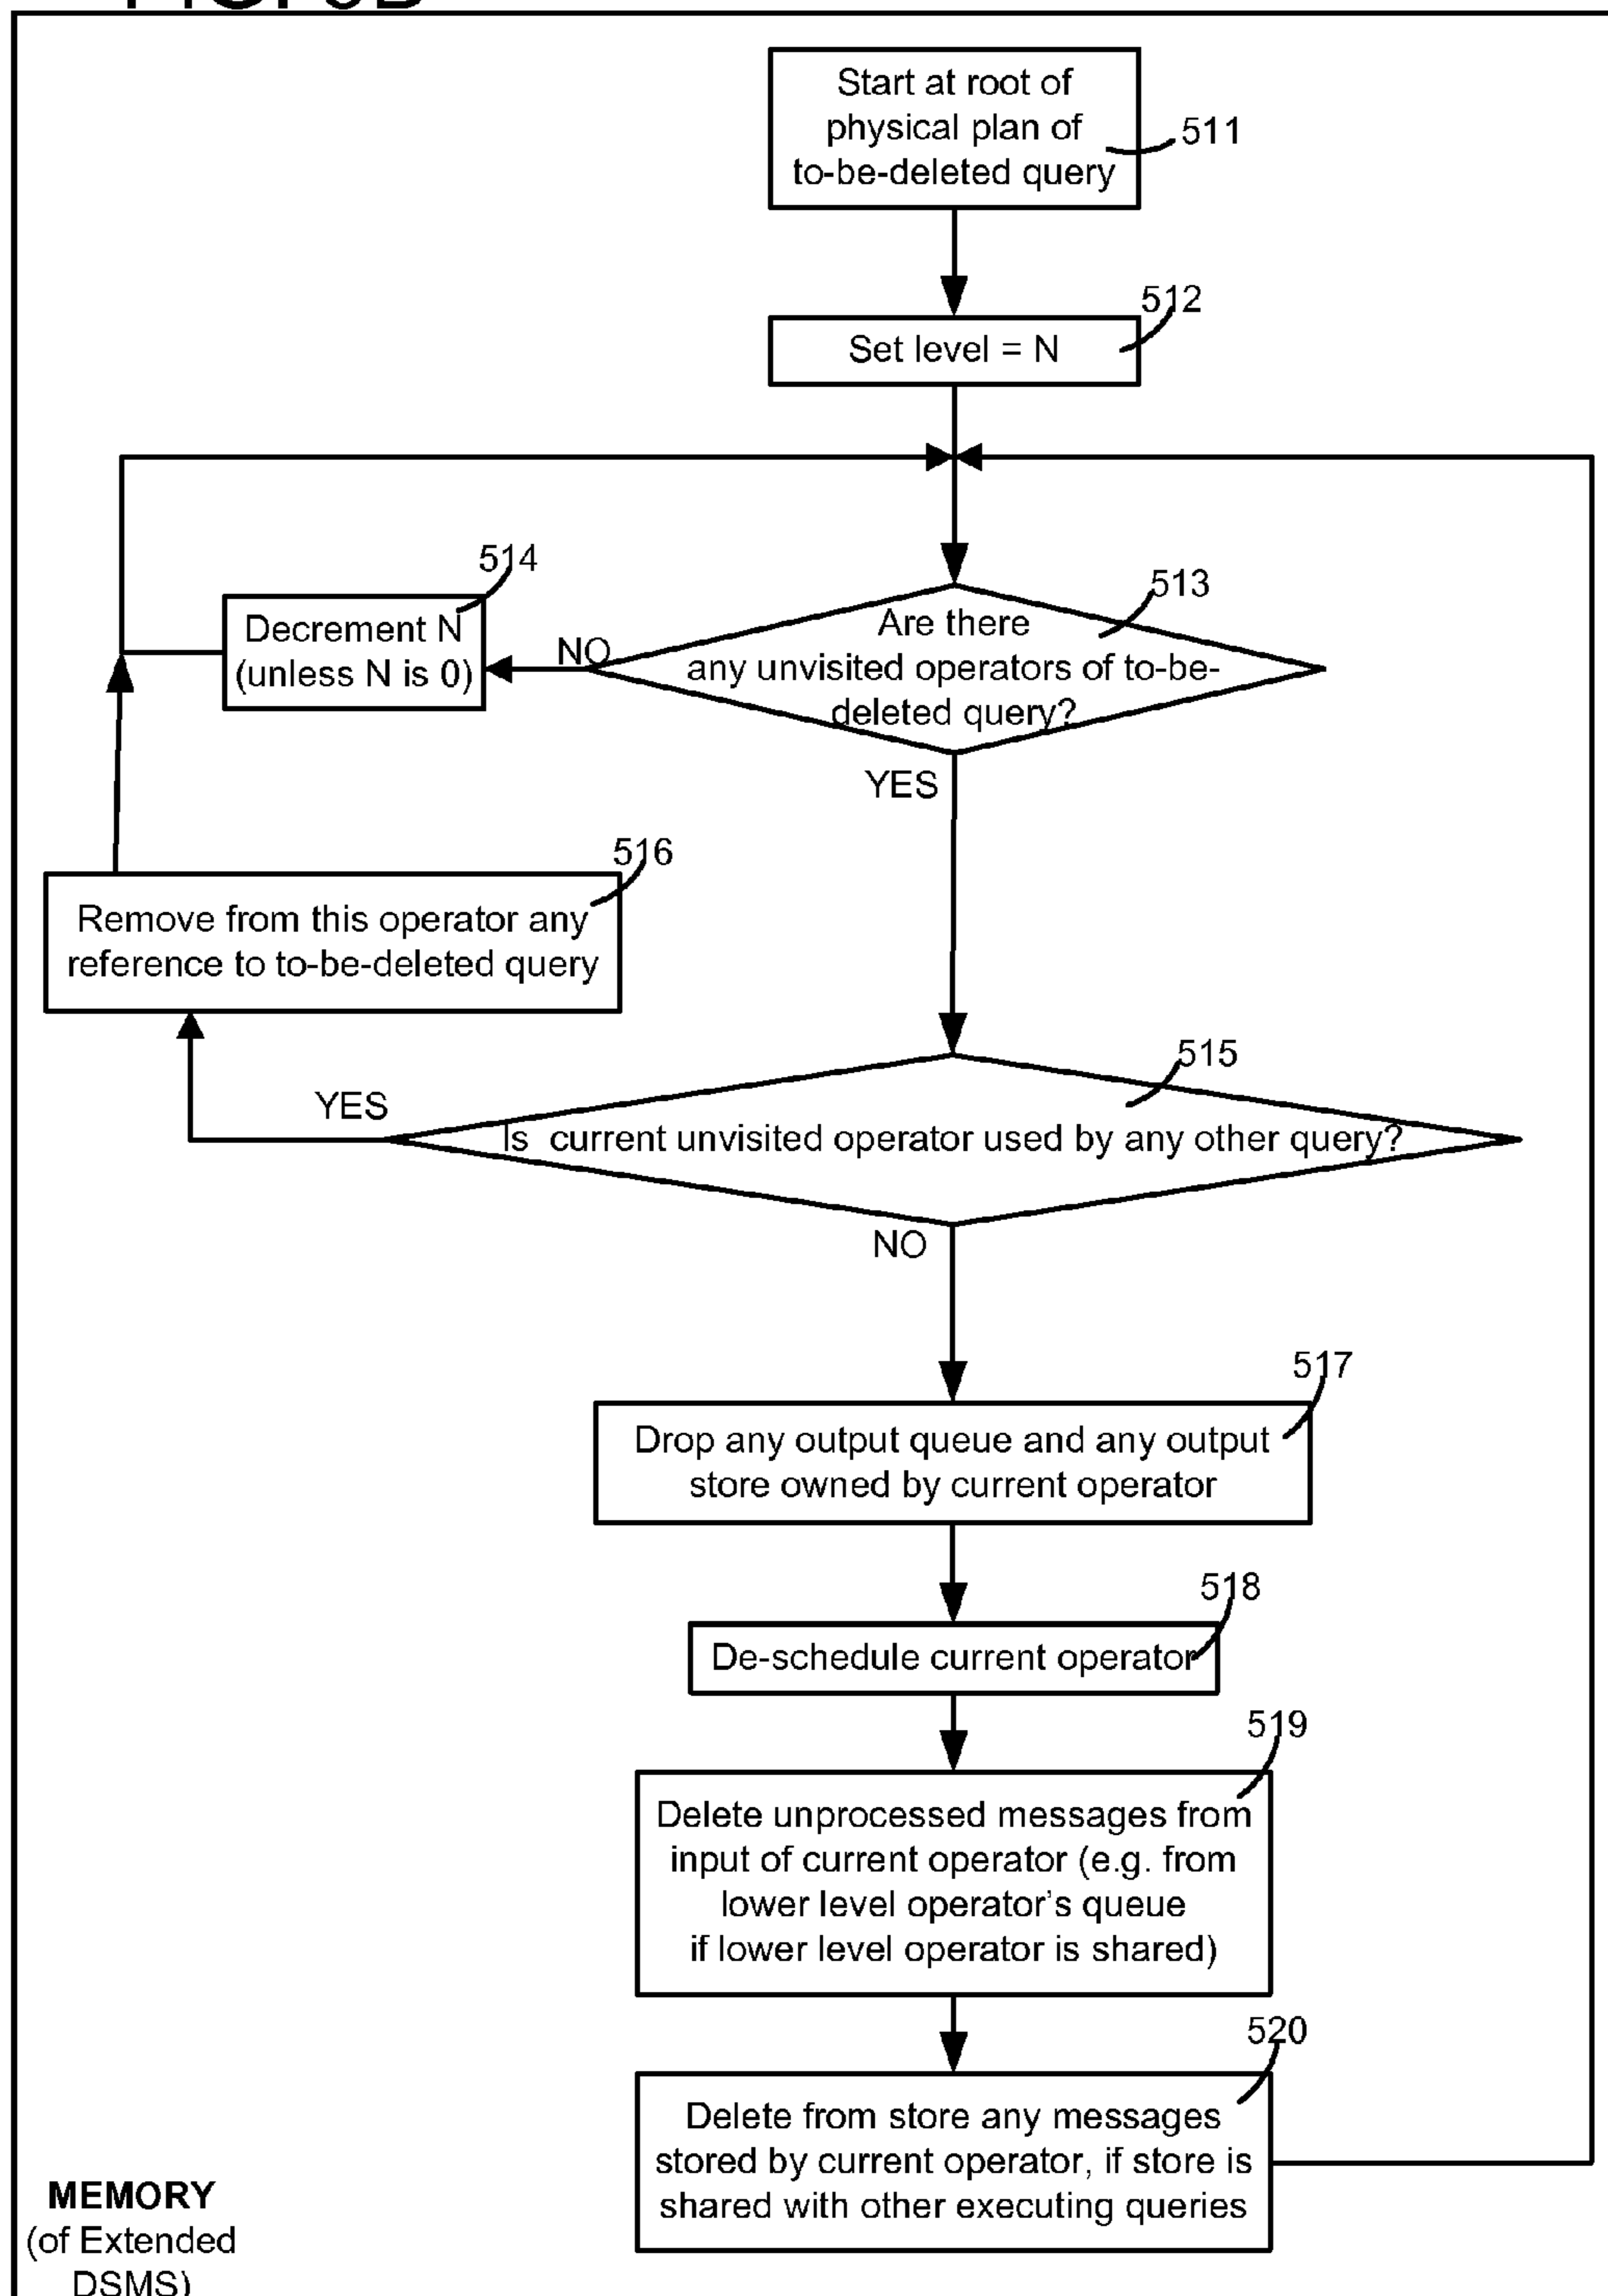 Start at root of
physical plan of
to-be-deleted query
511
512
Set level = N
514
Decrement N
(unless N is 0)
NO
513
Are there
any unvisited operators of to-be-
deleted query?
YES
516
Remove from this operator any
reference to to-be-deleted query
515
YES
Is current unvisited operator used by any other query?
NO
517
Drop any output queue and any output
store owned by current operator
518
De-schedule current operator
519
Delete unprocessed messages from
input of current operator (e.g. from
lower level operator's queue
if lower level operator is shared)
520
Delete from store any messages
stored by current operator, if store is
shared with other executing queries
MEMORY
(of Extended
DSMS)